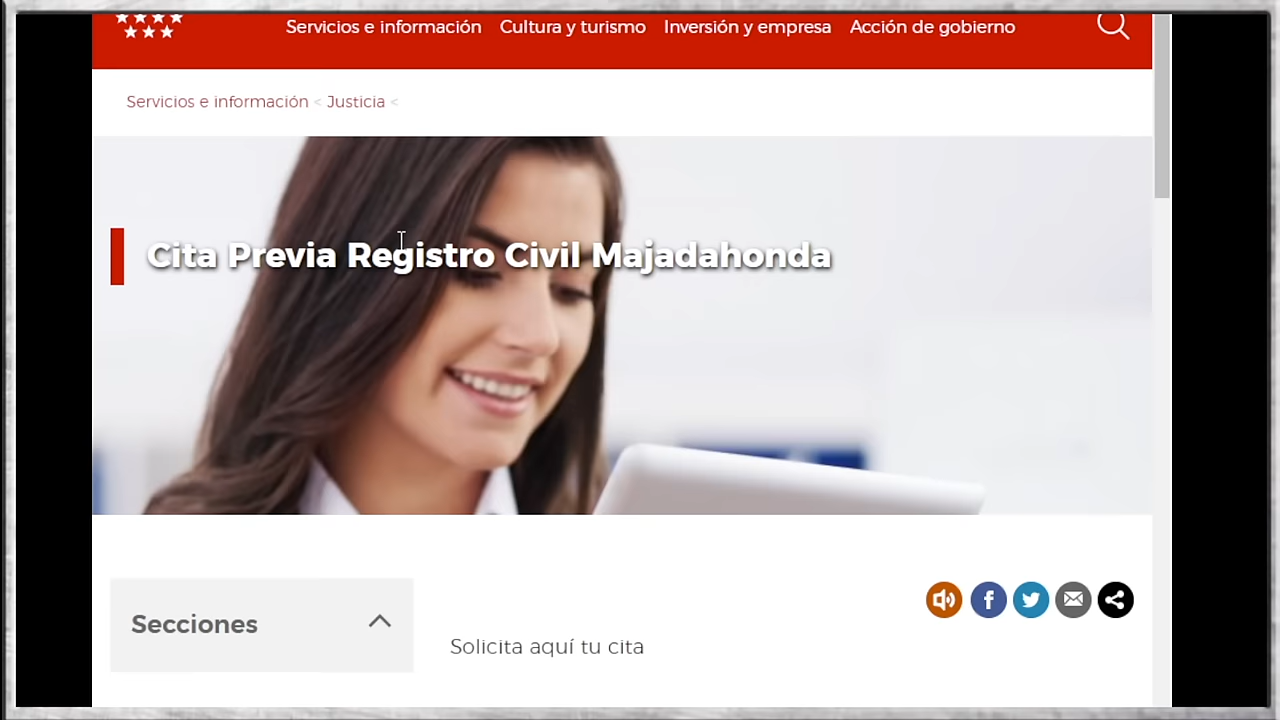 Servicios e información Cultura y turismo Inversión y empresa Acción de gobierno
Servicios e información < Justicia <
Cita Previa Registro Civil Majadahonda
Secciones
Solicita aquí tu cita